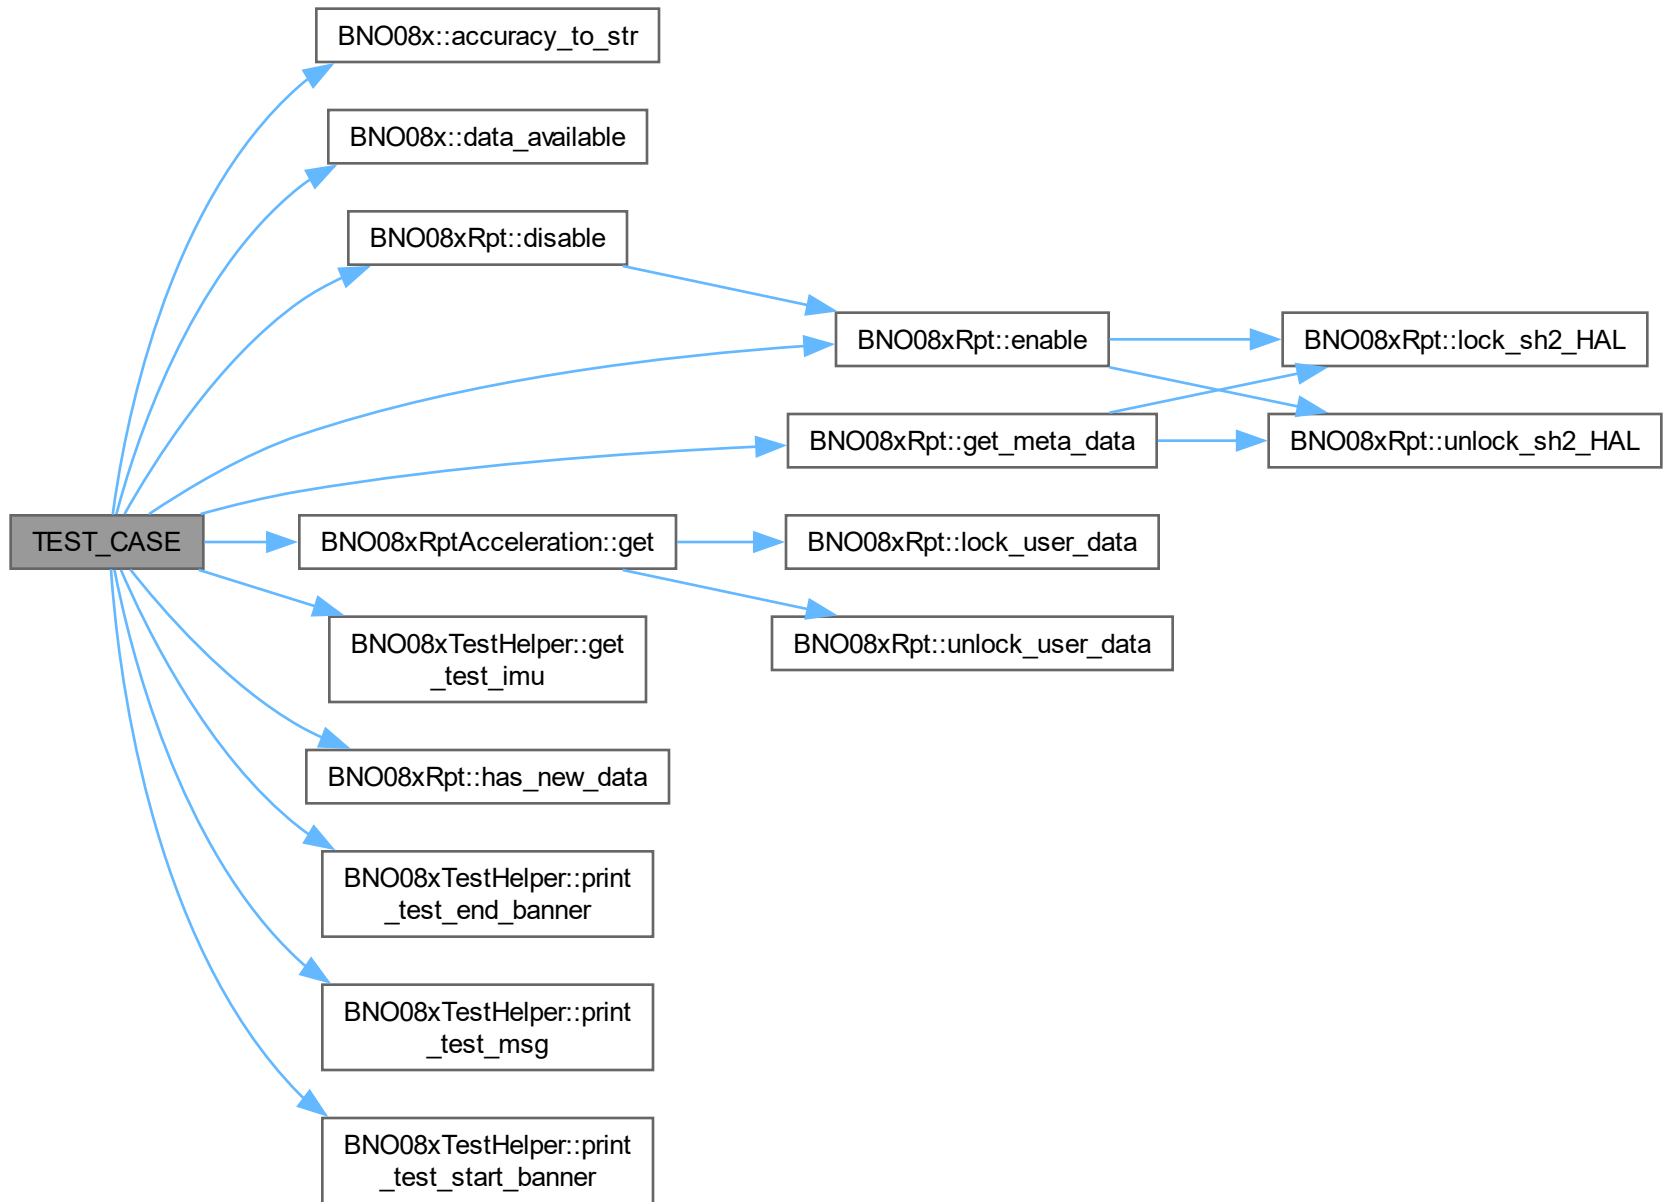 BNO08x::accuracy_to_str
BNO08x::data_available
BNO08xRpt::disable
BNO08xRpt::enable
BNO08xRpt::lock_sh2_HAL
BNO08xRpt::get_meta_data
BNO08xRpt::unlock_sh2_HAL
TEST_CASE
BNO08xRptAcceleration::get
BNO08xRpt::lock_user_data
BNO08xRpt::unlock_user_data
BNO08xTestHelper::get
_test_imu
BNO08xRpt::has_new_data
BNO08xTestHelper::print
_test_end_banner
BNO08xTestHelper::print
_test_msg
BNO08xTestHelper::print
_test_start_banner